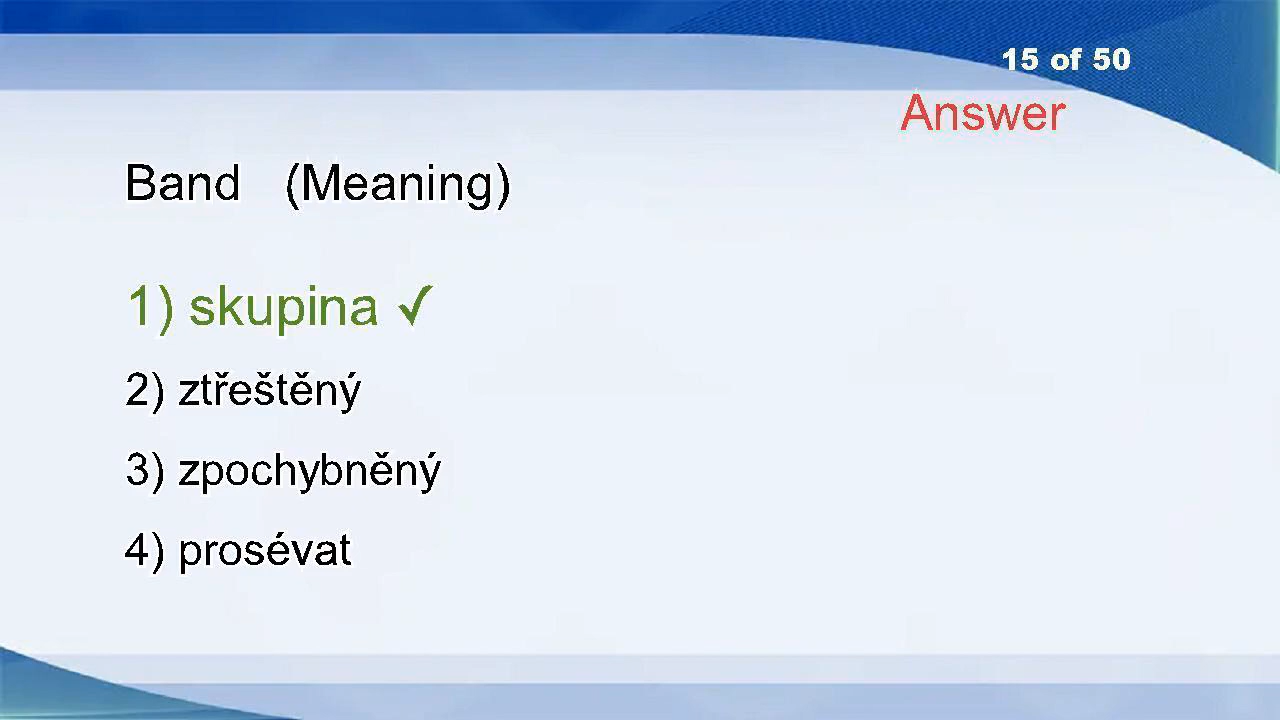 15 of 50
Answer
Band (Meaning)
1) skupina ✓
2) ztřeštěný
3) zpochybněný
4) prosévat